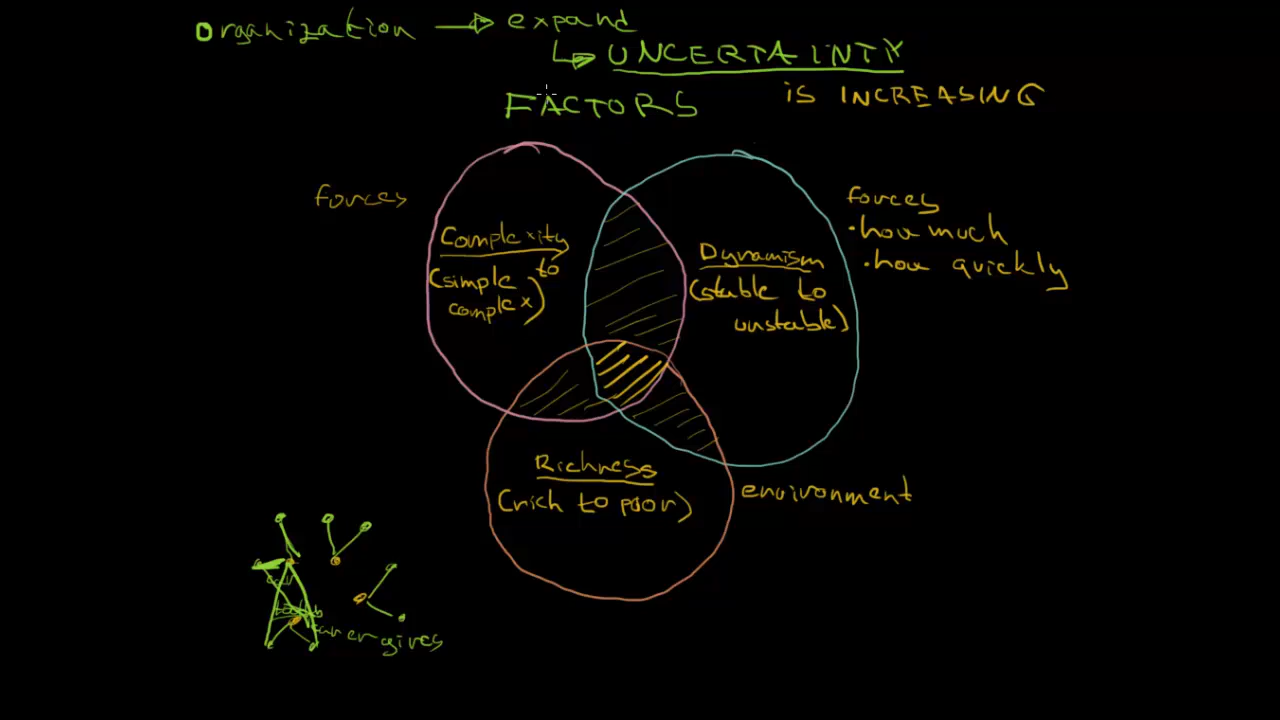 Organization → expand
↳ UNCERTAINTY
FACTORS
is INCREASING
forces
Complexity
(simple to
complex)
Dynamism
(stable to
unstable)
forces
• how much
• how quickly
Richness
(rich to poor)
environment